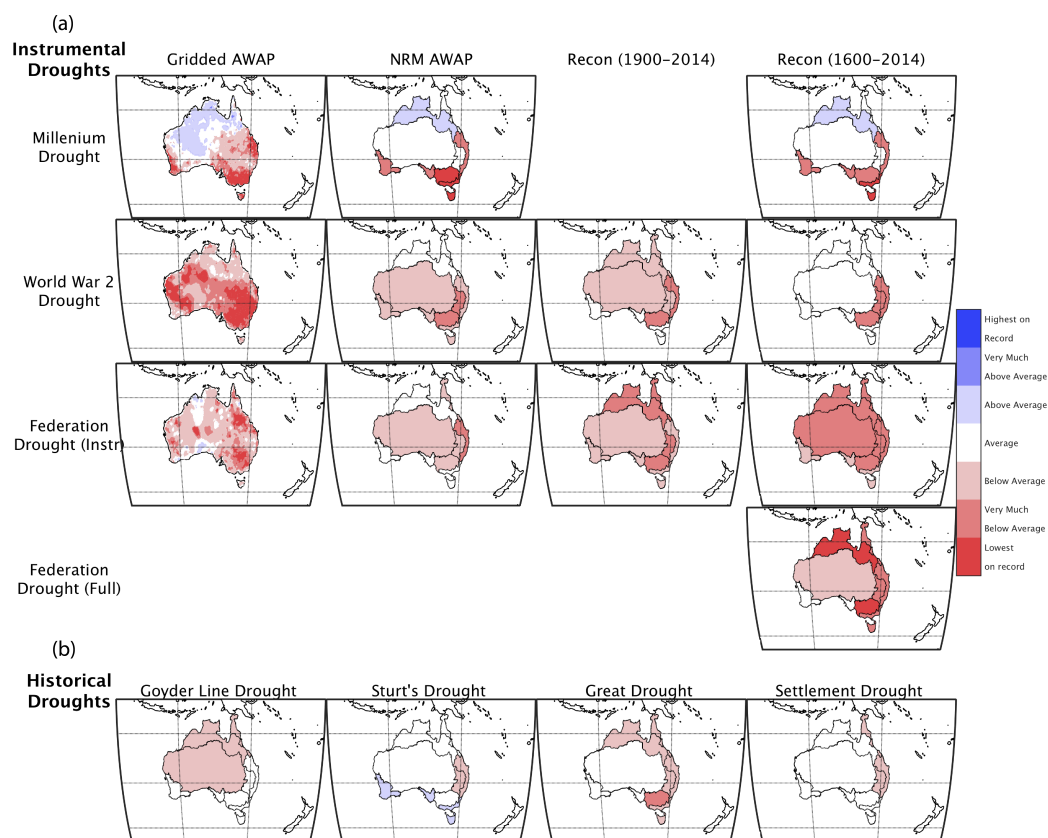 (a)
Instrumental
Droughts
Gridded AWAP
NRM AWAP
Recon (1900–2014)
Recon (1600–2014)
Millenium
Drought
World War 2
Drought
Federation
Drought (Instr)
Federation
Drought (Full)
Highest on
Record
Very Much
Above Average
Above Average
Average
Below Average
Very Much
Below Average
Lowest
on record
(b)
Historical
Droughts
Goyder Line Drought
Sturt's Drought
Great Drought
Settlement Drought